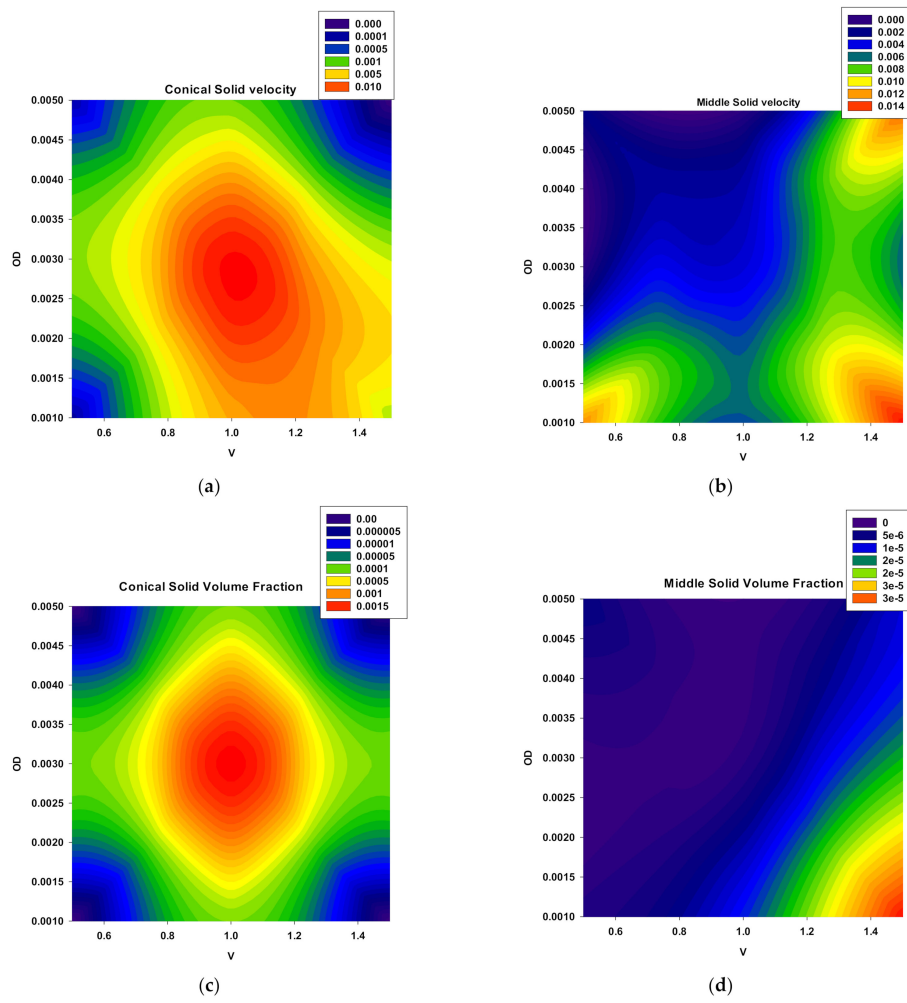 0.000
0.0001
0.0005
0.001
0.005
0.010
Conical Solid velocity
0.0050
0.0045
0.0040
0.0035
0.0030
0.0025
0.0020
0.0015
0.0010
OD
0.6 0.8 1.0 1.2 1.4
V
(a)
0.000
0.002
0.004
0.006
0.008
0.010
0.012
0.014
Middle Solid velocity
0.0050
0.0045
0.0040
0.0035
0.0030
0.0025
0.0020
0.0015
0.0010
OD
0.6 0.8 1.0 1.2 1.4
V
(b)
0.00
0.000005
0.00001
0.00005
0.0001
0.0005
0.001
0.0015
Conical Solid Volume Fraction
0.0050
0.0045
0.0040
0.0035
0.0030
0.0025
0.0020
0.0015
0.0010
OD
0.6 0.8 1.0 1.2 1.4
V
(c)
0
5e-6
1e-5
2e-5
2e-5
3e-5
3e-5
Middle Solid Volume Fraction
0.0050
0.0045
0.0040
0.0035
0.0030
0.0025
0.0020
0.0015
0.0010
OD
0.6 0.8 1.0 1.2 1.4
V
(d)